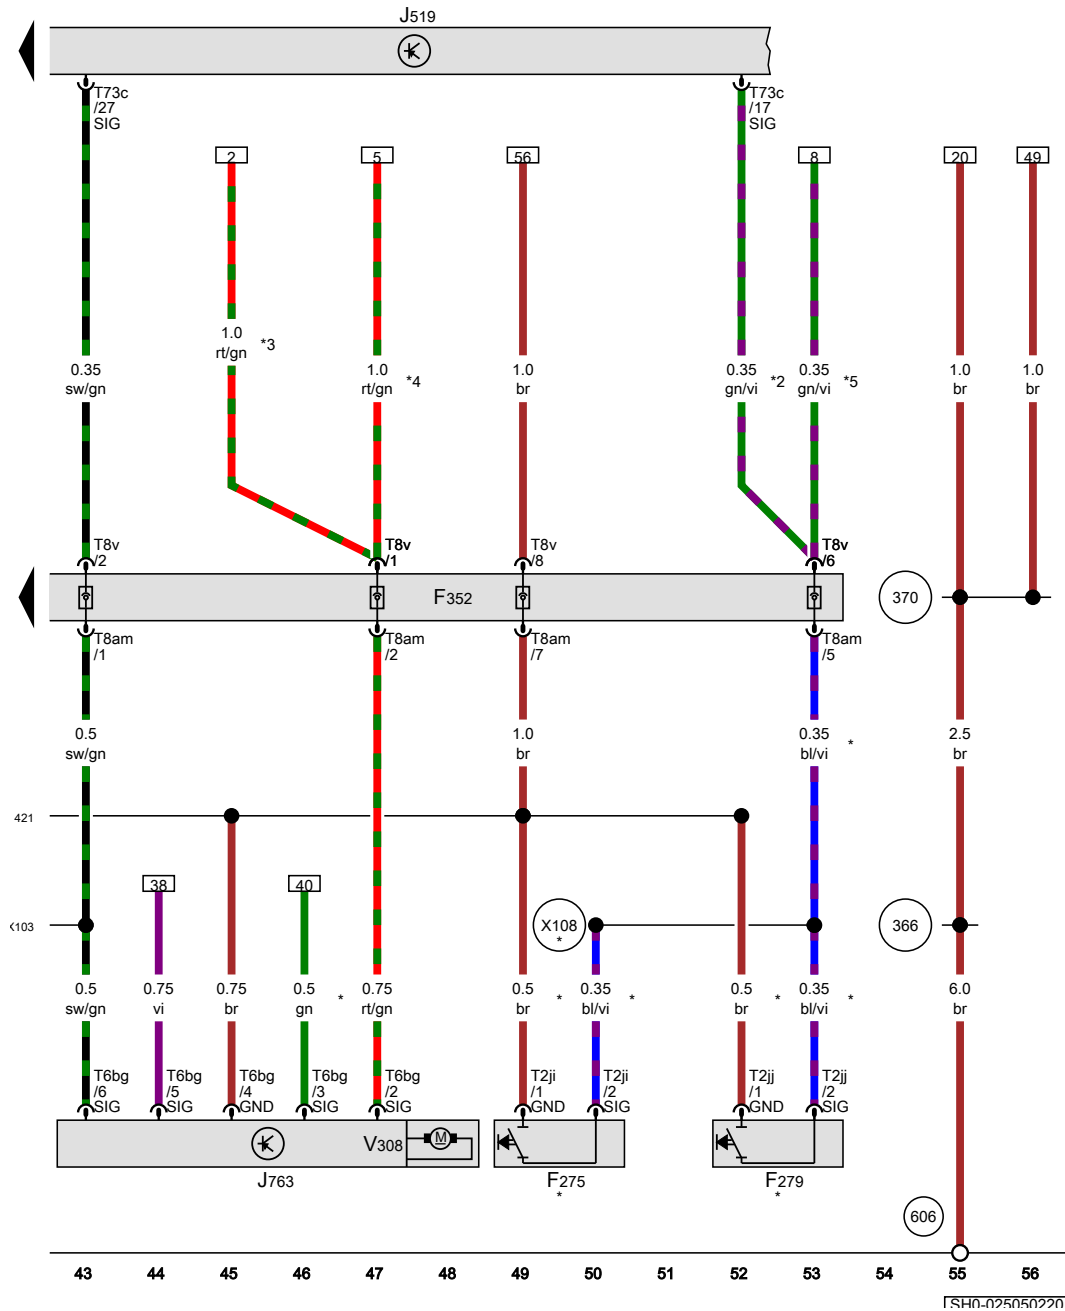 J519
T73c
/27
SIG
T73c
/17
SIG
2
5
56
8
20
49
1.0
rt/gn
*3
0.35
sw/gn
1.0
rt/gn
*4
1.0
br
0.35
gn/vi
*2
0.35
gn/vi
*5
1.0
br
1.0
br
T8v
/2
T8v
/1
T8v
/8
T8v
/6
F352
370
T8am
/1
T8am
/2
T8am
/7
T8am
/5
0.5
sw/gn
1.0
br
0.35
bl/vi
*
2.5
br
421
38
40
X103
X108
*
366
0.5
sw/gn
0.75
vi
0.75
br
0.5
gn
*
0.75
rt/gn
0.5
br
*
0.35
bl/vi
*
0.5
br
*
0.35
bl/vi
*
6.0
br
T6bg
/6
SIG
T6bg
/5
SIG
T6bg
/4
GND
T6bg
/3
SIG
T6bg
/2
SIG
T2ji
/1
GND
T2ji
/2
SIG
T2jj
/1
GND
T2jj
/2
SIG
V308
M
J763
F275
*
F279
*
606
43 44 45 46 47 48 49 50 51 52 53 54 55 56
SH0-025050220